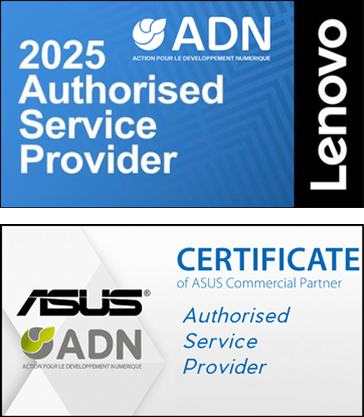 ADN
ACTION POUR LE DEVELOPPEMENT NUMERIQUE
2025
Authorised
Service
Provider
Lenovo
CERTIFICATE
of ASUS Commercial Partner
ASUS®
Authorised
Service
Provider
ADN
ACTION POUR LE DEVELOPPEMENT NUMERIQUE